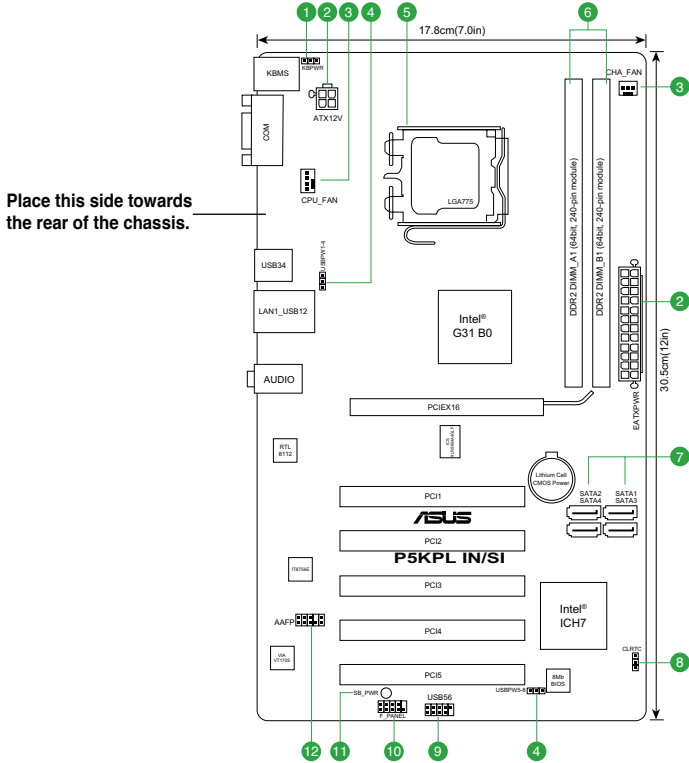 1 2 3 4 5 6
17.8cm(7.0in)
KBMS
KBPWR
CHA_FAN
3
ATX12V
COM
CPU_FAN
LGA775
Place this side towards
the rear of the chassis.
DDR2 DIMM_A1 (64bit, 240-pin module)
DDR2 DIMM_B1 (64bit, 240-pin module)
USB34
USBPW1-4
LAN1_USB12
Intel®
G31 B0
2
30.5cm(12in)
EATXPWR
AUDIO
PCIEX16
RTL
8112
ICS
7
Lithium Cell
CMOS Power
SATA2 SATA1
SATA4 SATA3
PCI1
ASUS
PCI2
P5KPL IN/SI
IT8758E
PCI3
Intel®
ICH7
AAFP
PCI4
CLRTC
8
VIA
VT1705
PCI5
8Mb
BIOS
SB_PWR
USB56
USBPW5-8
F_PANEL
12 11 10 9 4